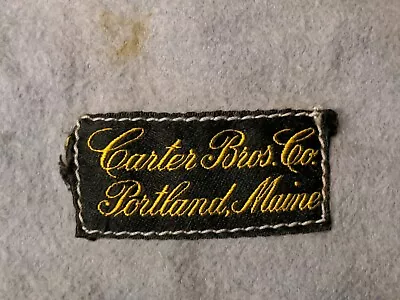 Carter Bros. Co.
Portland, Maine